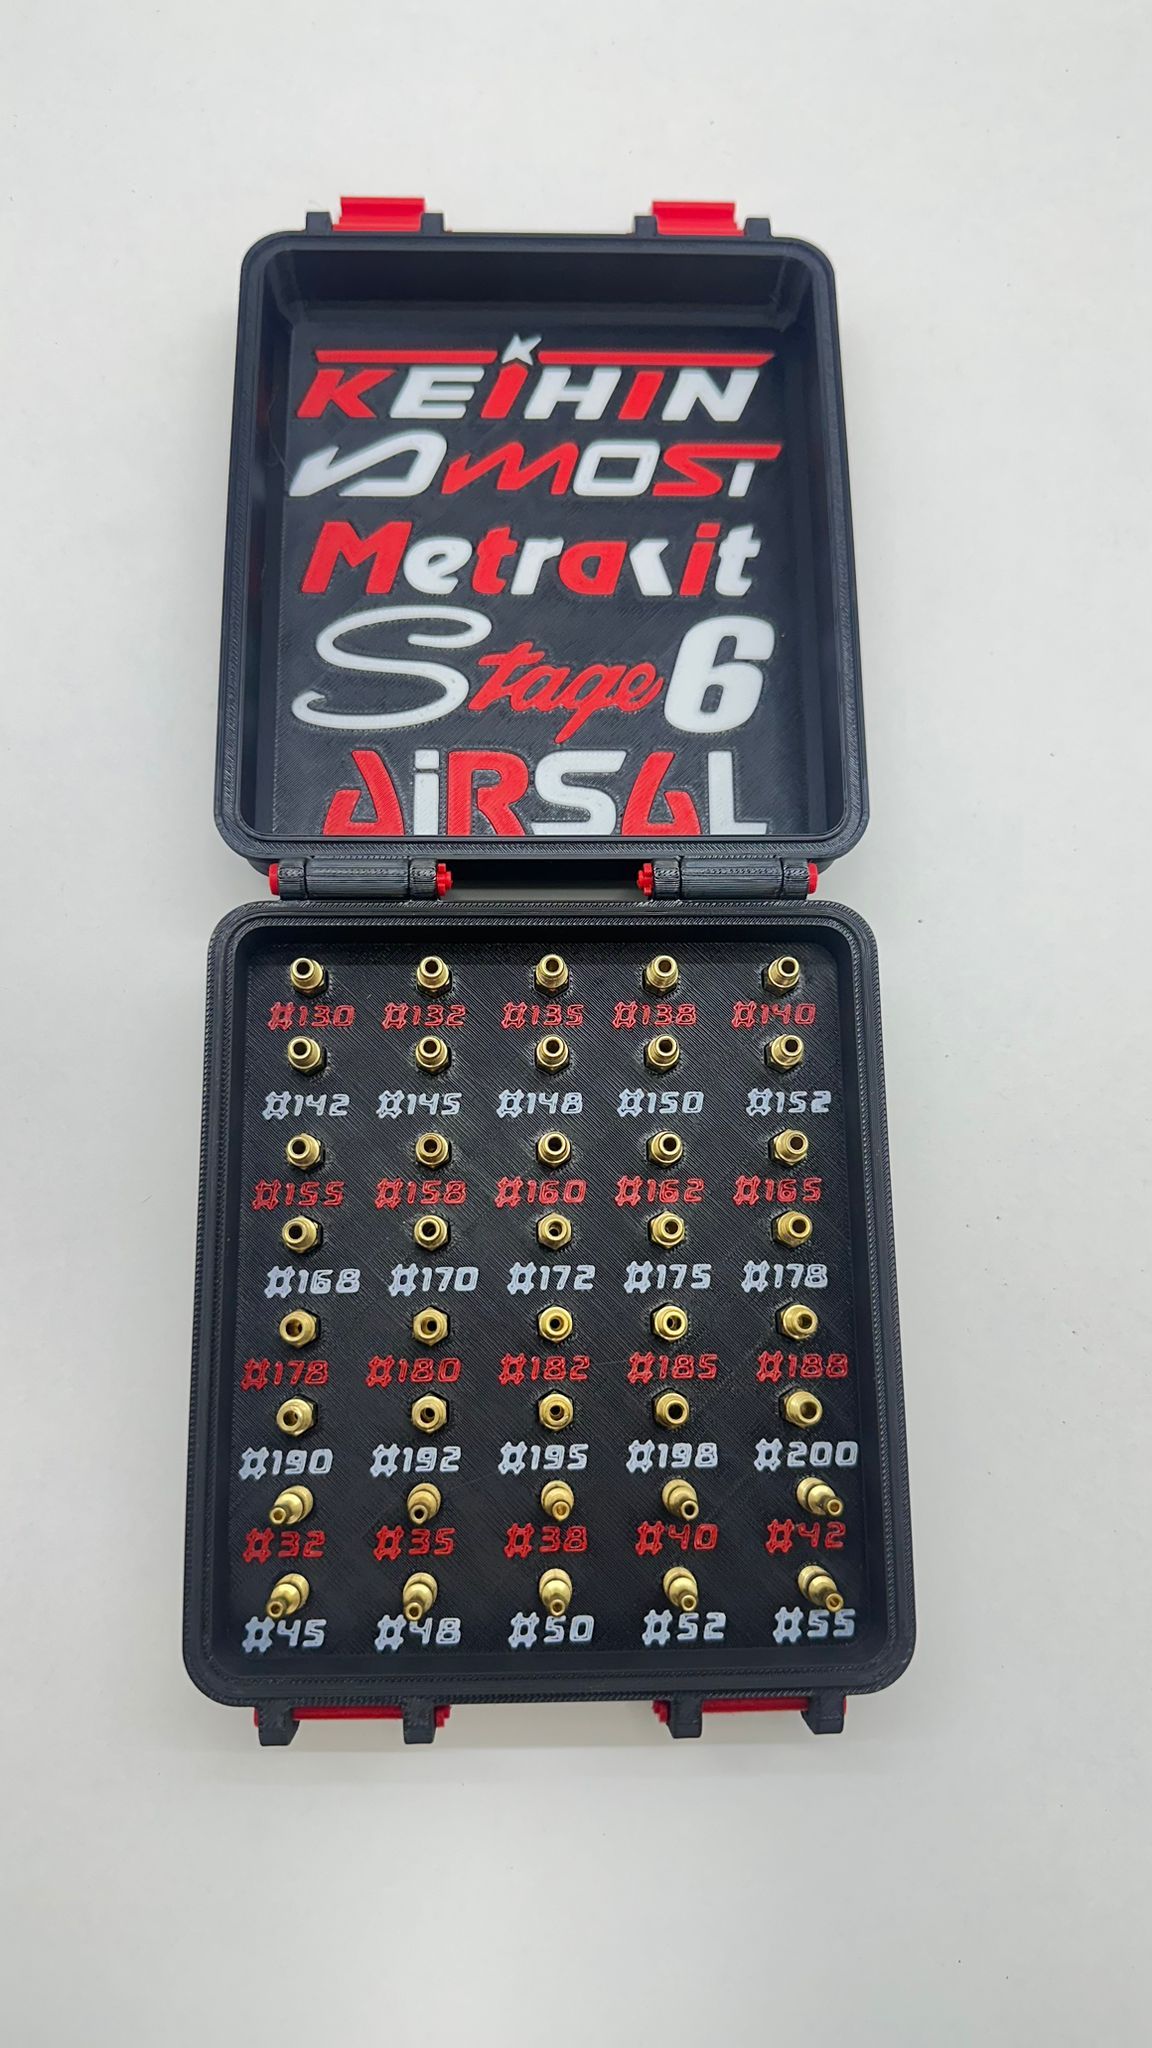 KEIHIN
MOST
Metrakit
Stage6
AIRSAL
#130 #132 #135 #138 #140
#142 #145 #148 #150 #152
#155 #158 #160 #162 #165
#168 #170 #172 #175 #178
#178 #180 #182 #185 #188
#190 #192 #195 #198 #200
#32 #35 #38 #40 #42
#45 #48 #50 #52 #55